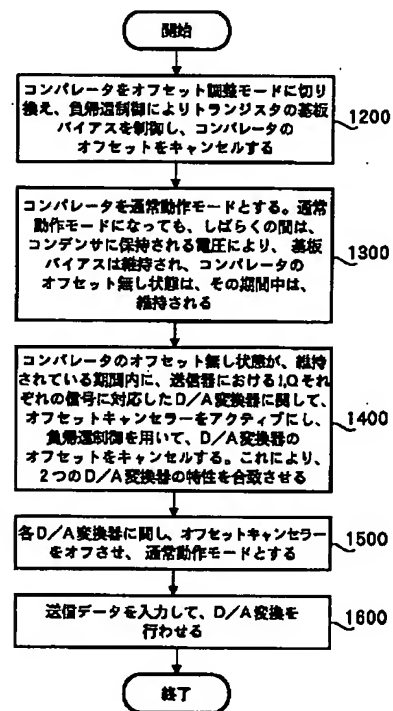 開始
コンパレータをオフセット調整モードに切り
換え、負帰還制御によりトランジスタの基板
バイアスを制御し、コンパレータの
オフセットをキャンセルする
1200
コンパレータを通常動作モードとする。通常
動作モードになっても、しばらくの間は、
コンデンサに保持される電圧により、基板
バイアスは維持され、コンパレータの
オフセット無し状態は、その期間中は、
維持される
1300
コンパレータのオフセット無し状態が、維持
されている期間内に、送信器におけるI,Qそれ
ぞれの信号に対応したD/A変換器に関して、
オフセットキャンセラーをアクティブにし、
負帰還制御を用いて、D/A変換器の
オフセットをキャンセルする。これにより、
2つのD/A変換器の特性を合致させる
1400
各D/A変換器に関し、オフセットキャンセラー
をオフさせ、通常動作モードとする
1500
送信データを入力して、D/A変換を
行わせる
1600
終了